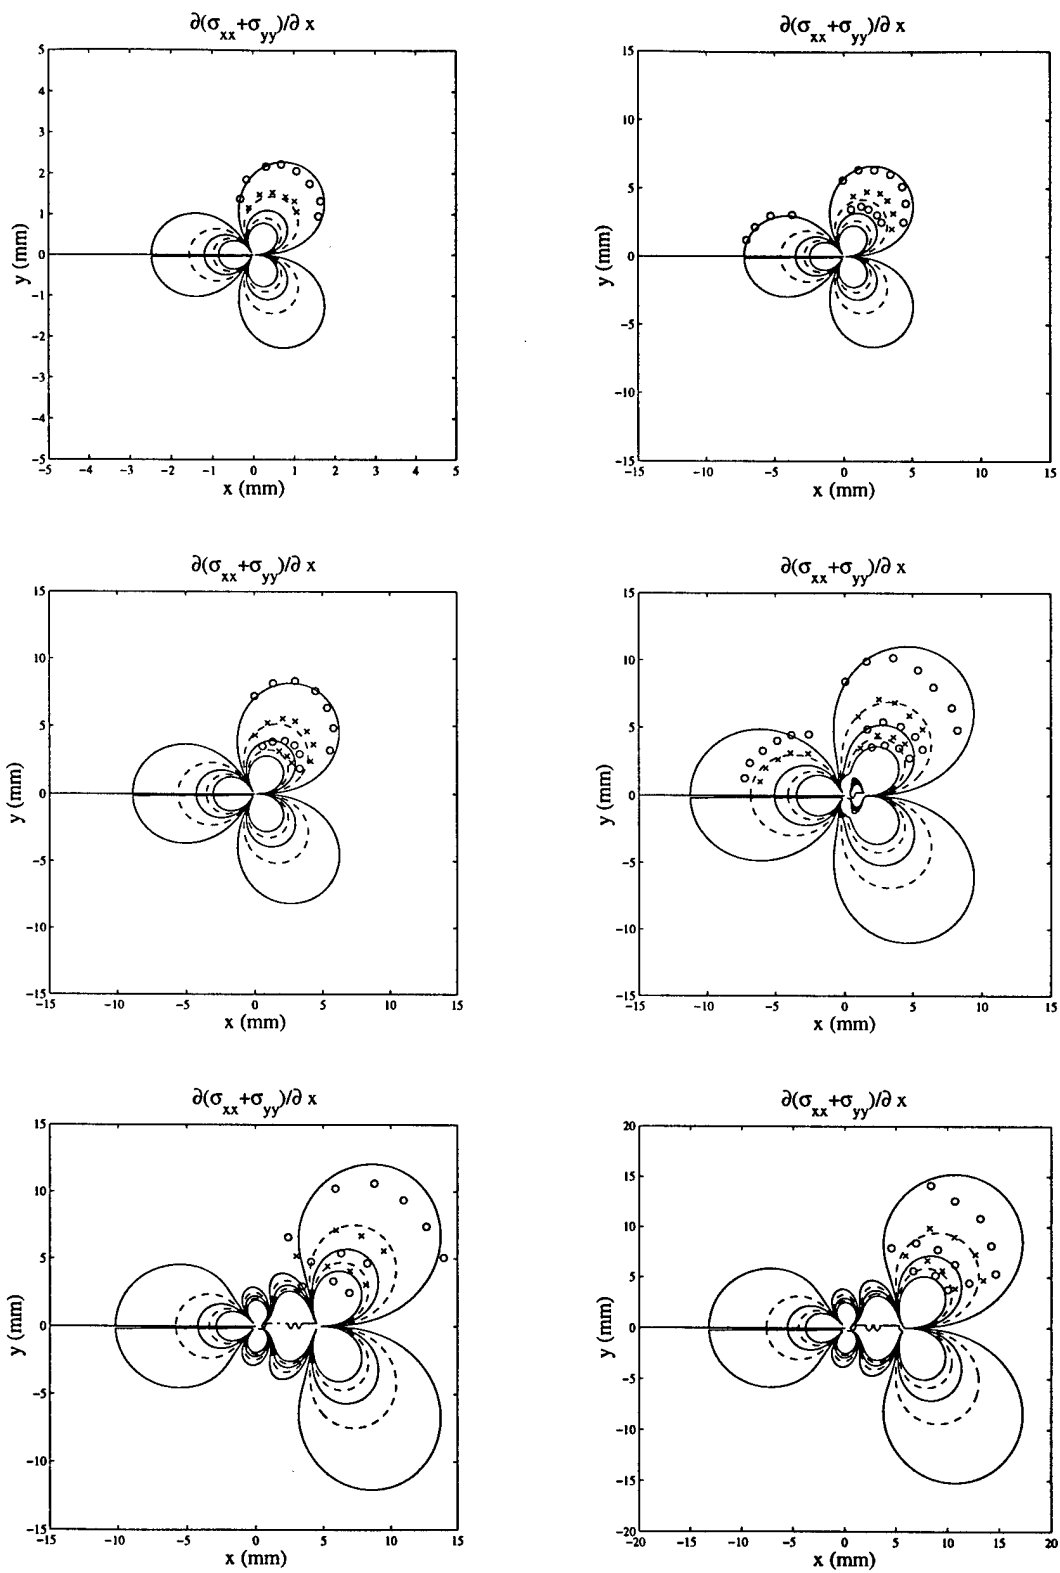 ∂(σxx+σyy)/∂ x
5
4
3
2
1
0
−1
−2
−3
−4
−5
y (mm)
−5 −4 −3 −2 −1 0 1 2 3 4 5
x (mm)
∂(σxx+σyy)/∂ x
15
10
5
0
−5
−10
−15
y (mm)
−15 −10 −5 0 5 10 15
x (mm)
∂(σxx+σyy)/∂ x
15
10
5
0
−5
−10
−15
y (mm)
−15 −10 −5 0 5 10 15
x (mm)
∂(σxx+σyy)/∂ x
15
10
5
0
−5
−10
−15
y (mm)
−15 −10 −5 0 5 10 15
x (mm)
∂(σxx+σyy)/∂ x
15
10
5
0
−5
−10
−15
y (mm)
−15 −10 −5 0 5 10 15
x (mm)
∂(σxx+σyy)/∂ x
20
15
10
5
0
−5
−10
−15
−20
y (mm)
−20 −15 −10 −5 0 5 10 15 20
x (mm)